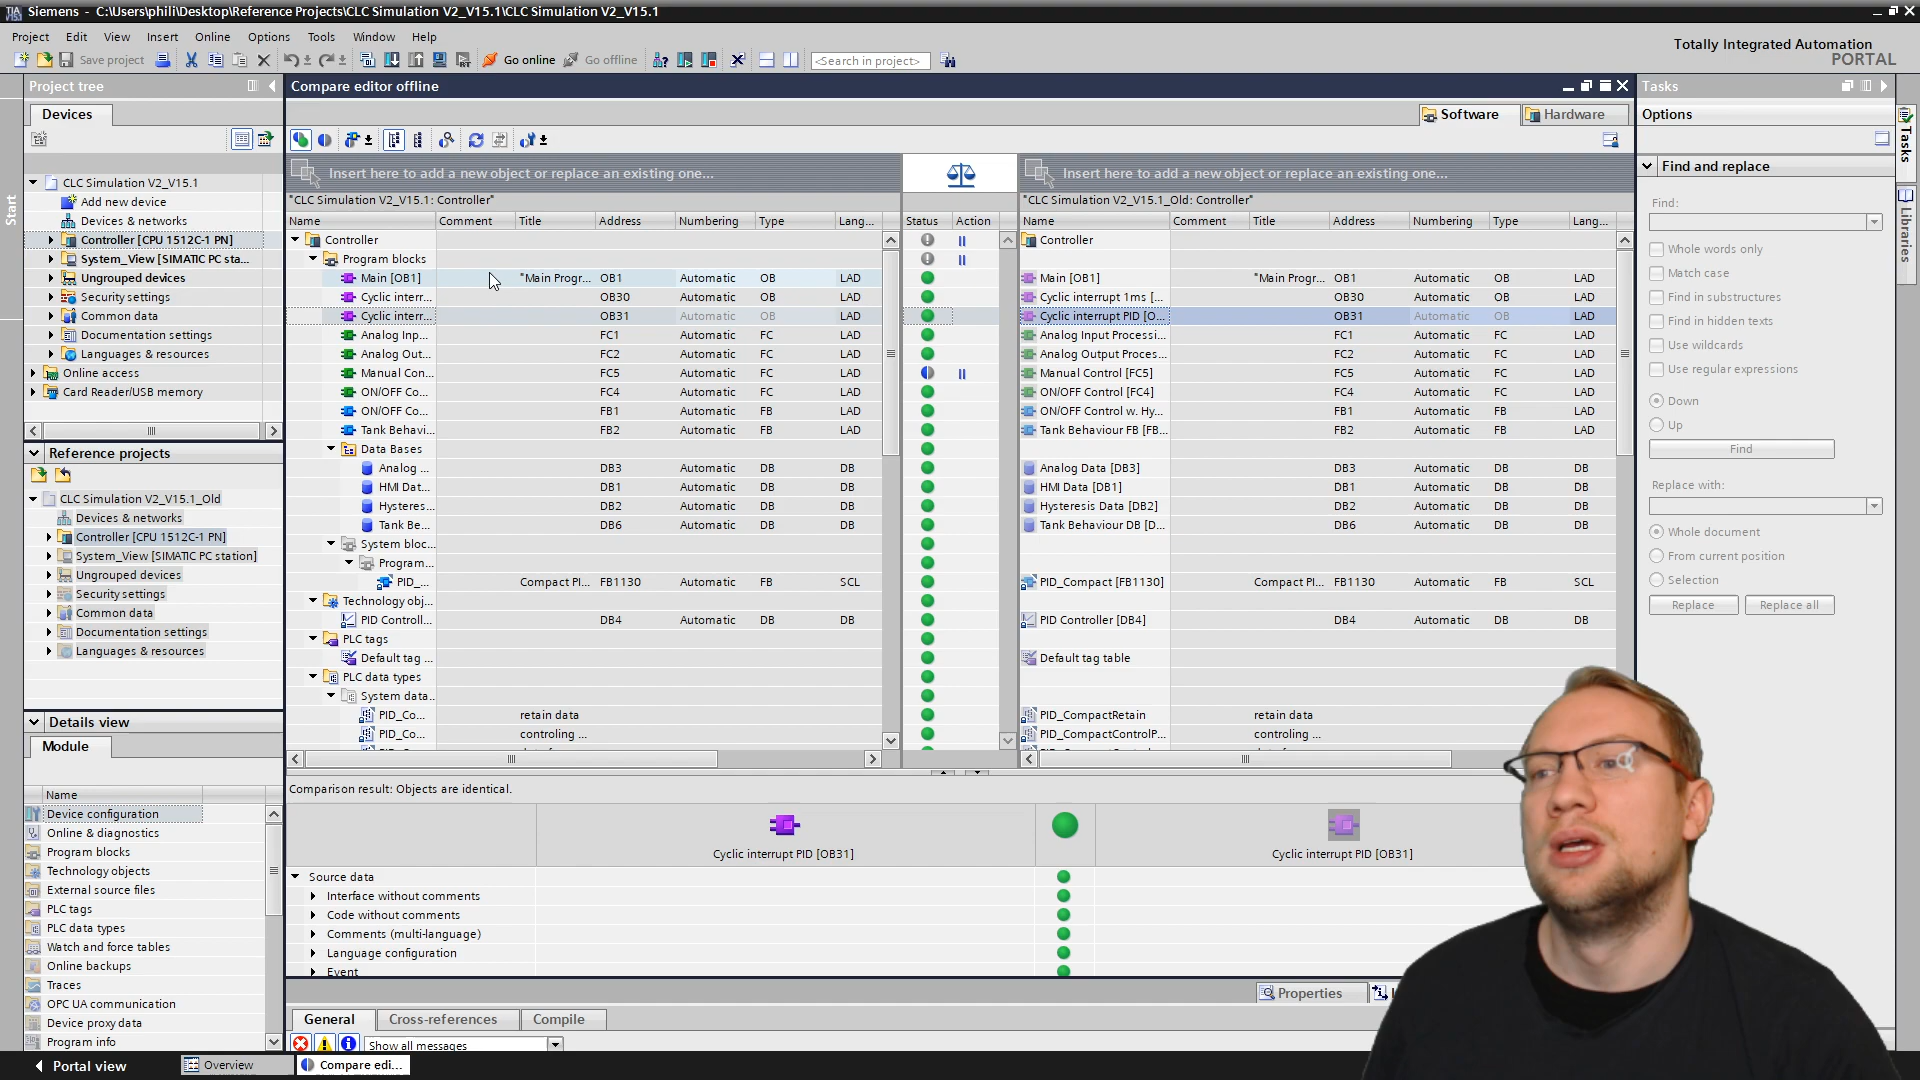 Siemens - C:\Users\phili\Desktop\Reference Projects\CLC Simulation V2_V15.1\CLC Simulation V2_V15.1
Project Edit View Insert Online Options Tools Window Help
Totally Integrated Automation
PORTAL
Save project Go online Go offline <Search in project>
Project tree
Compare editor offline
Tasks
Devices
Software Hardware
Options
Start
Tasks
Libraries
Insert here to add a new object or replace an existing one...
Insert here to add a new object or replace an existing one...
"CLC Simulation V2_V15.1: Controller"
"CLC Simulation V2_V15.1_Old: Controller"
Name Comment Title Address Numbering Type Lang... Status Action Name Comment Title Address Numbering Type Lang...
Controller Controller
Program blocks
Main [OB1] "Main Progr... OB1 Automatic OB LAD Main [OB1] "Main Progr... OB1 Automatic OB LAD
Cyclic interr... OB30 Automatic OB LAD Cyclic interrupt 1ms [... OB30 Automatic OB LAD
Cyclic interr... OB31 Automatic OB LAD Cyclic interrupt PID [O... OB31 Automatic OB LAD
Analog Inp... FC1 Automatic FC LAD Analog Input Processi... FC1 Automatic FC LAD
Analog Out... FC2 Automatic FC LAD Analog Output Proces... FC2 Automatic FC LAD
Manual Con... FC5 Automatic FC LAD Manual Control [FC5] FC5 Automatic FC LAD
ON/OFF Co... FC4 Automatic FC LAD ON/OFF Control [FC4] FC4 Automatic FC LAD
ON/OFF Co... FB1 Automatic FB LAD ON/OFF Control w. Hy... FB1 Automatic FB LAD
Tank Behavi... FB2 Automatic FB LAD Tank Behaviour FB [FB... FB2 Automatic FB LAD
Data Bases
Analog ... DB3 Automatic DB DB Analog Data [DB3] DB3 Automatic DB DB
HMI Dat... DB1 Automatic DB DB HMI Data [DB1] DB1 Automatic DB DB
Hysteres... DB2 Automatic DB DB Hysteresis Data [DB2] DB2 Automatic DB DB
Tank Be... DB6 Automatic DB DB Tank Behaviour DB [D... DB6 Automatic DB DB
System bloc...
Program...
PID_... Compact PI... FB1130 Automatic FB SCL PID_Compact [FB1130] Compact PI... FB1130 Automatic FB SCL
Technology obj...
PID Controll... DB4 Automatic DB DB PID Controller [DB4] DB4 Automatic DB DB
PLC tags
Default tag ... Default tag table
PLC data types
System data...
PID_Co... retain data PID_CompactRetain retain data
PID_Co... controling ... PID_CompactControlP... controling ...
CLC Simulation V2_V15.1
Add new device
Devices & networks
Controller [CPU 1512C-1 PN]
System_View [SIMATIC PC sta...
Ungrouped devices
Security settings
Common data
Documentation settings
Languages & resources
Online access
Card Reader/USB memory
Reference projects
CLC Simulation V2_V15.1_Old
Devices & networks
Controller [CPU 1512C-1 PN]
System_View [SIMATIC PC station]
Ungrouped devices
Security settings
Common data
Documentation settings
Languages & resources
Details view
Module
Name
Device configuration
Online & diagnostics
Program blocks
Technology objects
External source files
PLC tags
PLC data types
Watch and force tables
Online backups
Traces
OPC UA communication
Device proxy data
Program info
Comparison result: Objects are identical.
Cyclic interrupt PID [OB31] Cyclic interrupt PID [OB31]
Source data
Interface without comments
Code without comments
Comments (multi-language)
Language configuration
Event
Properties
General Cross-references Compile
Show all messages
Find and replace
Find:
Whole words only
Match case
Find in substructures
Find in hidden texts
Use wildcards
Use regular expressions
Down
Up
Find
Replace with:
Whole document
From current position
Selection
Replace Replace all
Portal view Overview Compare edi...